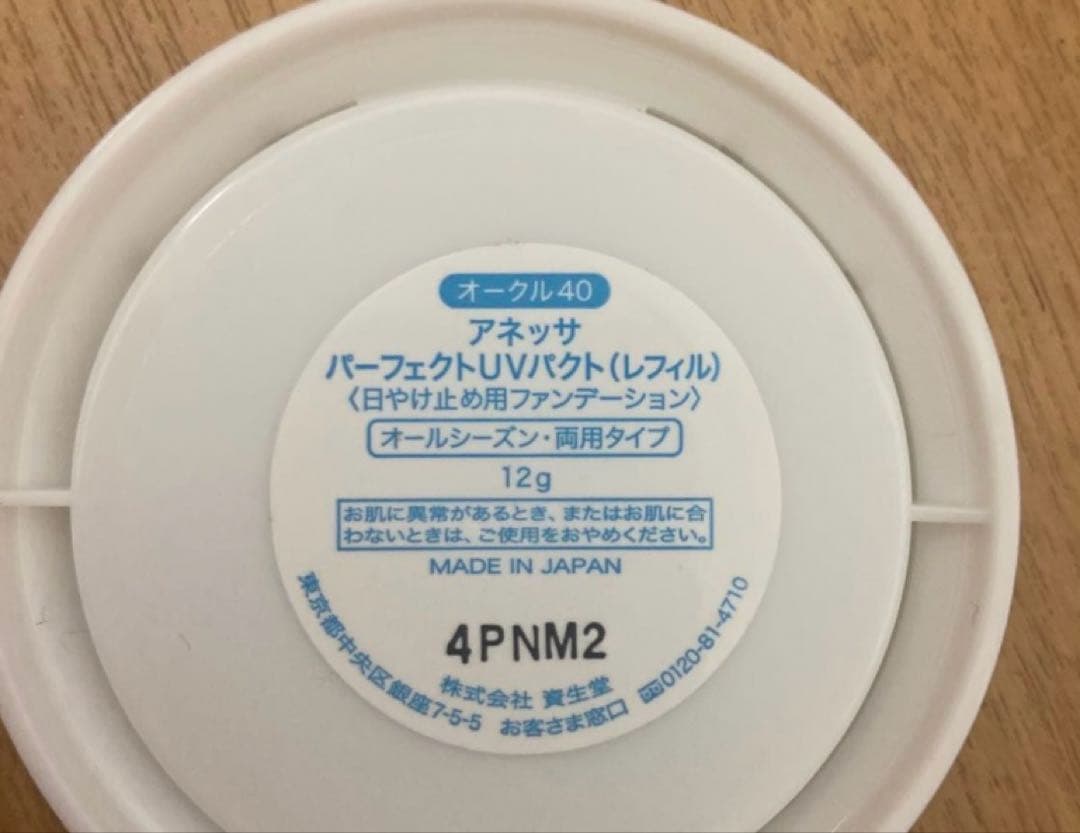 オークル40
アネッサ
パーフェクトUVパクト(レフィル)
〈日やけ止め用ファンデーション〉
オールシーズン・両用タイプ
12g
お肌に異常があるとき、またはお肌に合
わないときは、ご使用をおやめください。
MADE IN JAPAN
4PNM2
株式会社 資生堂
東京都中央区銀座7-5-5 お客さま窓口 0120-81-4710